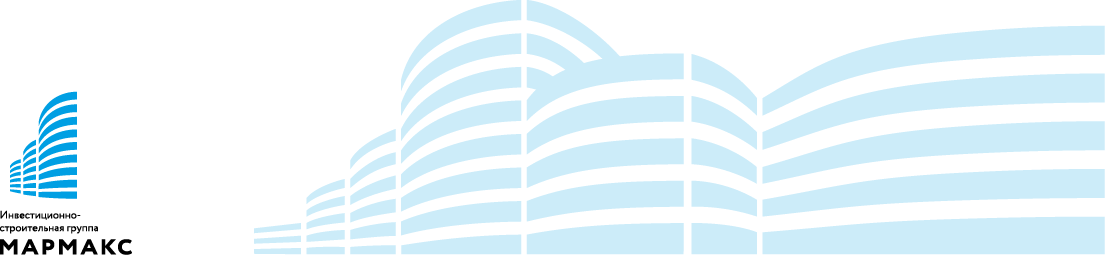 Инвестиционно-
строительная группа
МАРМАКС